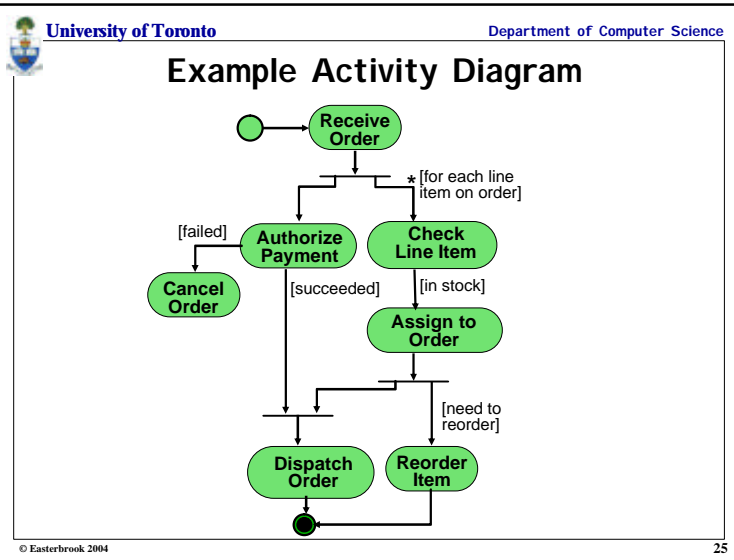 University of Toronto
Department of Computer Science
Example Activity Diagram
Receive
Order
* [for each line
item on order]
[failed]
Authorize
Payment
Check
Line Item
Cancel
Order
[succeeded]
[in stock]
Assign to
Order
[need to
reorder]
Dispatch
Order
Reorder
Item
© Easterbrook 2004
25